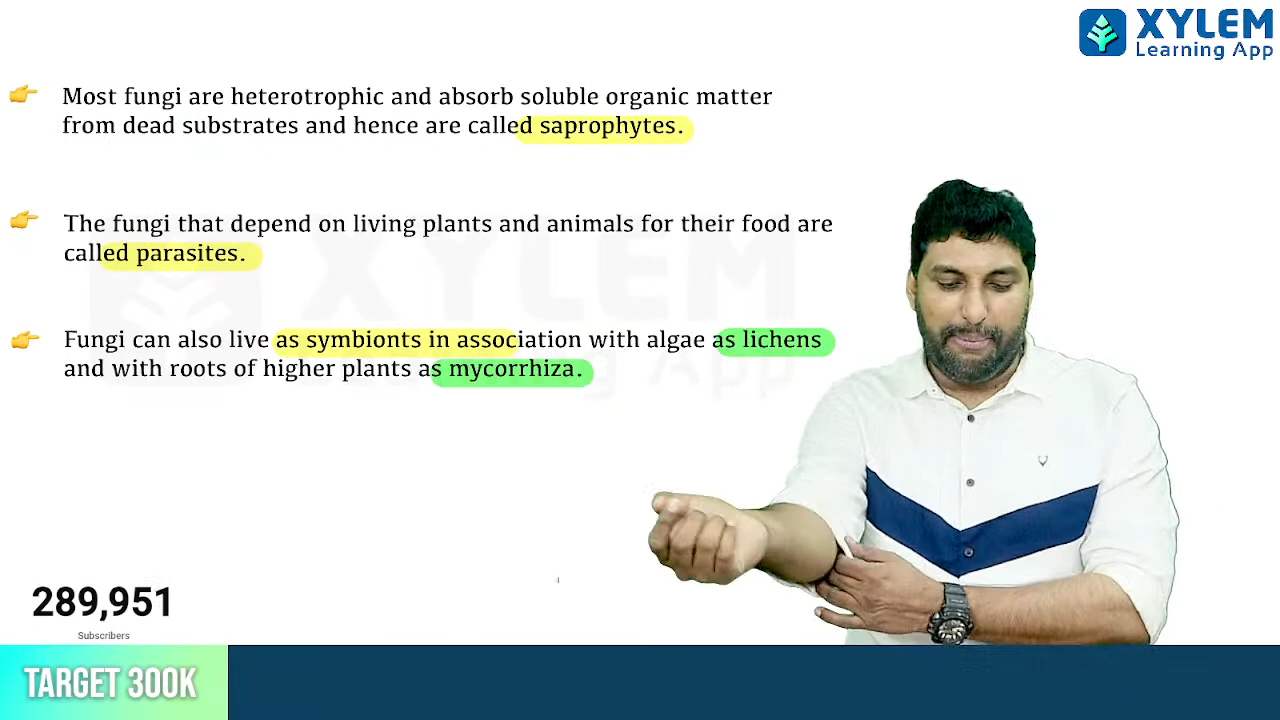 XYLEM
Learning App
Most fungi are heterotrophic and absorb soluble organic matter
from dead substrates and hence are called saprophytes.
The fungi that depend on living plants and animals for their food are
called parasites.
Fungi can also live as symbionts in association with algae as lichens
and with roots of higher plants as mycorrhiza.
XYLEM
Learning App
289,951
Subscribers
TARGET 300K